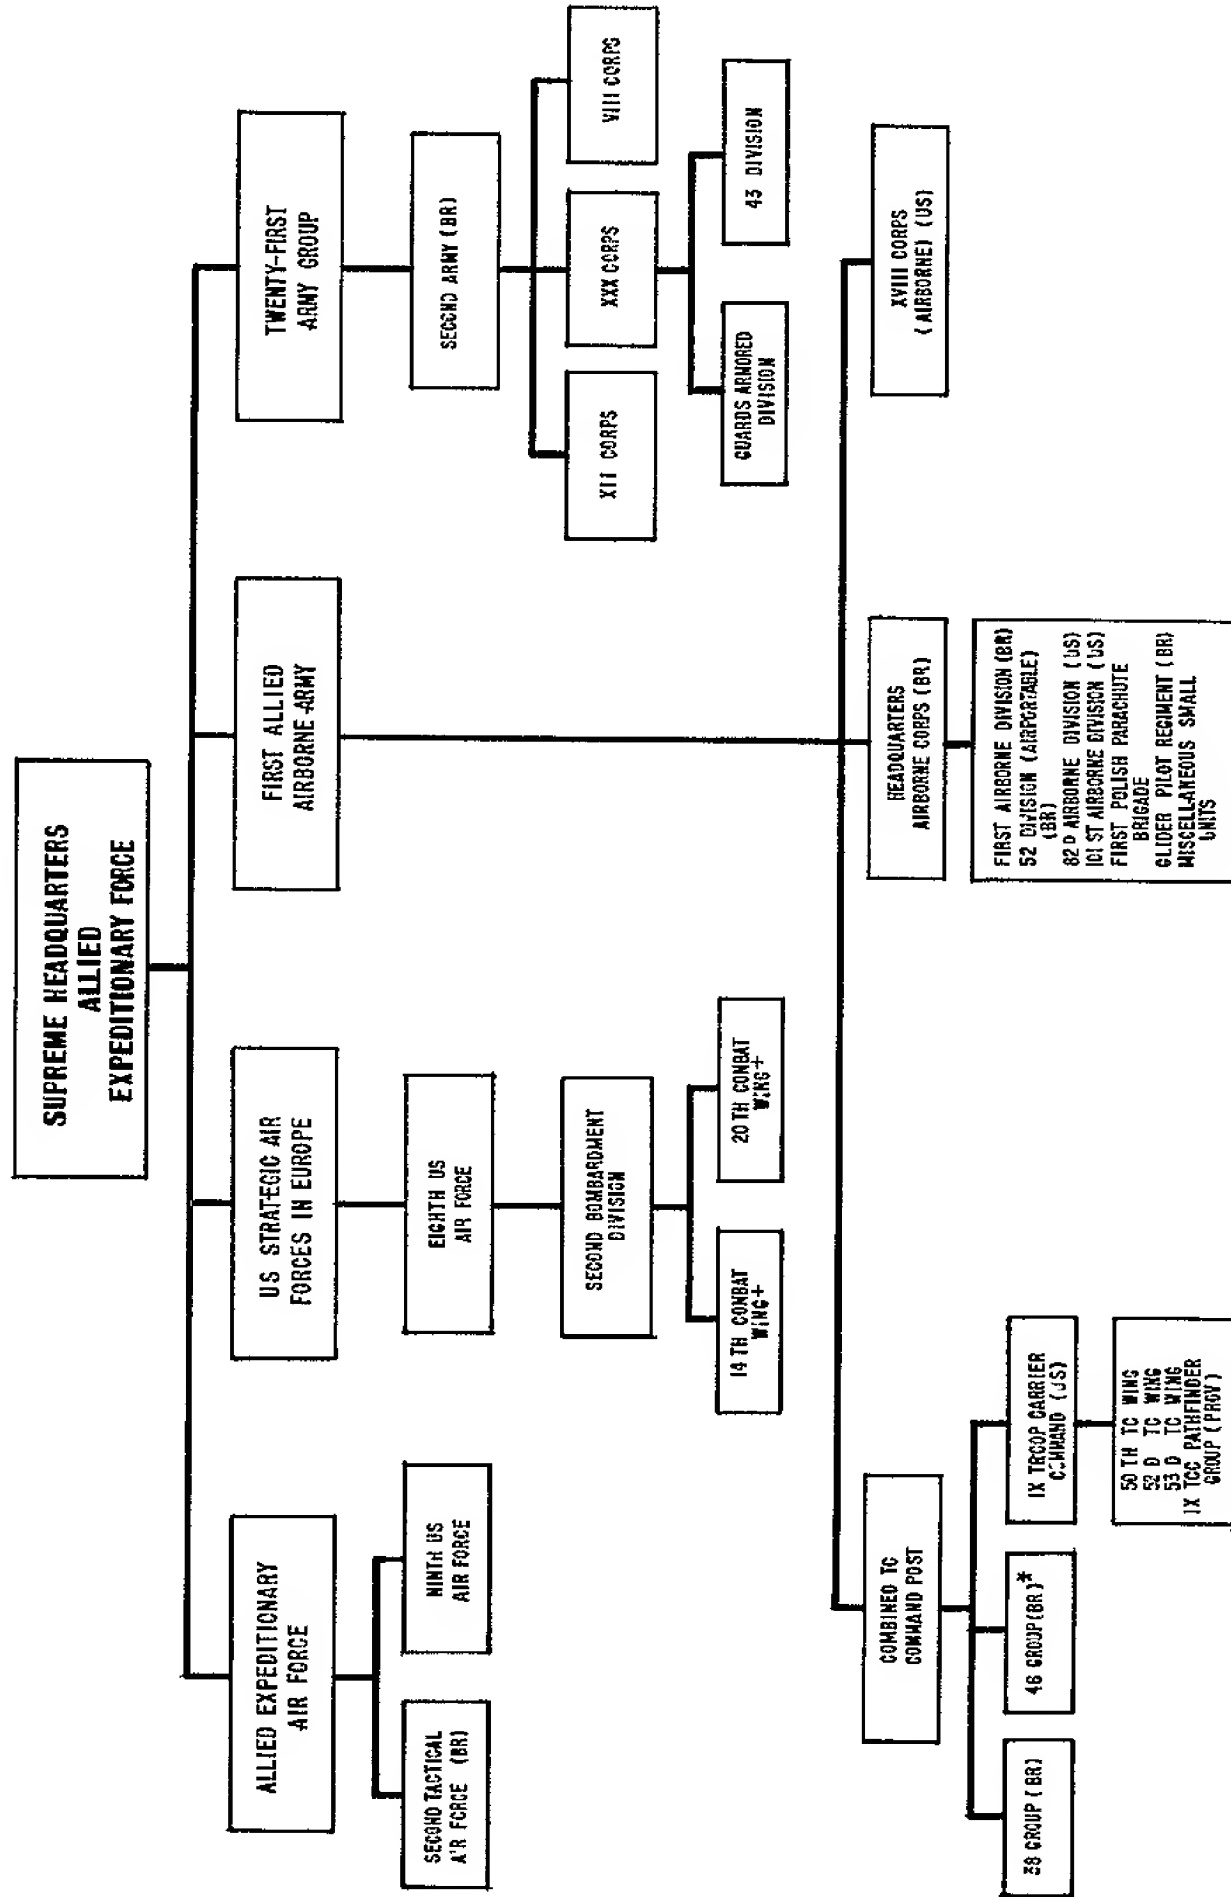 SUPREME HEADQUARTERS
ALLIED
EXPEDITIONARY FORCE
ALLIED EXPEDITIONARY
AIR FORCE
US STRATEGIC AIR
FORCES IN EUROPE
FIRST ALLIED
AIRBORNE ARMY
TWENTY-FIRST
ARMY GROUP
SECOND TACTICAL
AIR FORCE (BR)
NINTH US
AIR FORCE
EIGHTH US
AIR FORCE
SECOND ARMY (BR)
SECOND BOMBARDMENT
DIVISION
XII CORPS
XXX CORPS
VIII CORPS
14 TH COMBAT
WING+
20 TH COMBAT
WING+
GUARDS ARMORED
DIVISION
43 DIVISION
COMBINED TC
COMMAND POST
HEADQUARTERS
AIRBORNE CORPS (BR)
XVIII CORPS
(AIRBORNE) (US)
38 GROUP (BR)
46 GROUP (BR)*
IX TROOP CARRIER
COMMAND (US)
FIRST AIRBORNE DIVISION (BR)
52 DIVISION (AIRPORTABLE)
(BR)
82 D AIRBORNE DIVISION (US)
101 ST AIRBORNE DIVISION (US)
FIRST POLISH PARACHUTE
BRIGADE
GLIDER PILOT REGIMENT (BR)
MISCELLANEOUS SMALL
UNITS
50 TH TC WING
52 D TC WING
53 D TC WING
IX TCC PATHFINDER
GROUP (PROV)